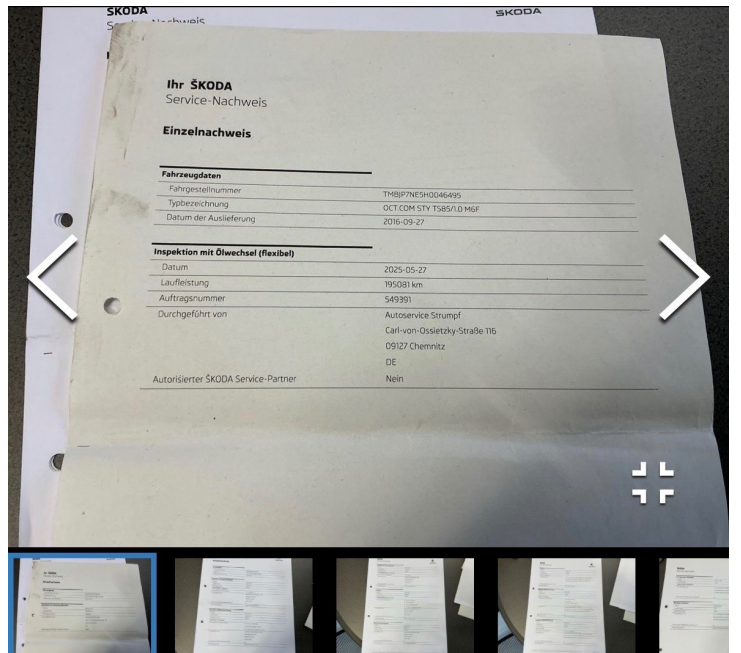 ŠKODA
ŠKODA
Ihr ŠKODA
Service-Nachweis
Einzelnachweis
Fahrzeugdaten
Fahrgestellnummer TMBJP7NE5H0046495
Typbezeichnung OCT.COM STY TS85/1.0 M6F
Datum der Auslieferung 2016-09-27
Inspektion mit Ölwechsel (flexibel)
Datum 2025-05-27
Laufleistung 195081 km
Auftragsnummer 549391
Durchgeführt von Autoservice Strumpf
Carl-von-Ossietzky-Straße 116
09127 Chemnitz
DE
Autorisierter ŠKODA Service-Partner Nein